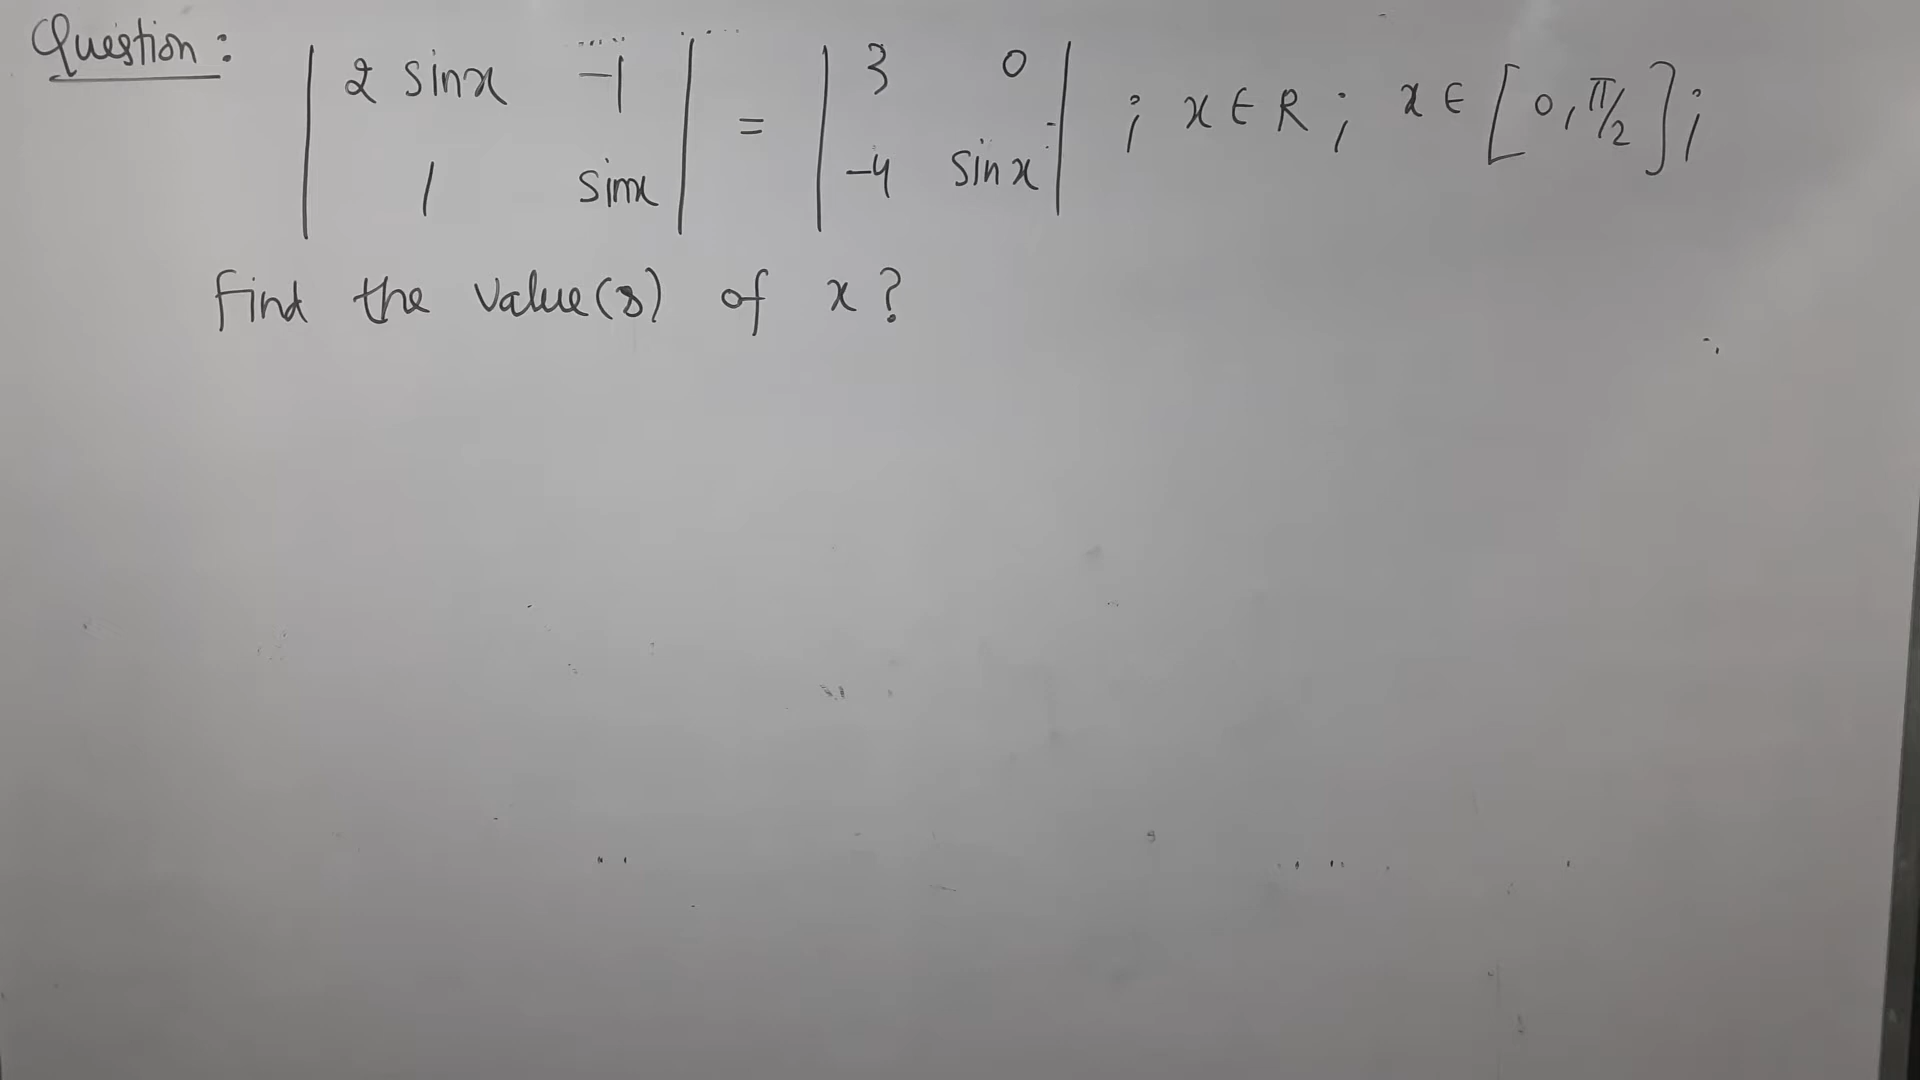 Question: | 2 sinx -1 | = | 3 0 | ; x ∈ R ; x ∈ [0, π/2] ;
| 1 sinx | | -4 sinx |
Find the value(s) of x?